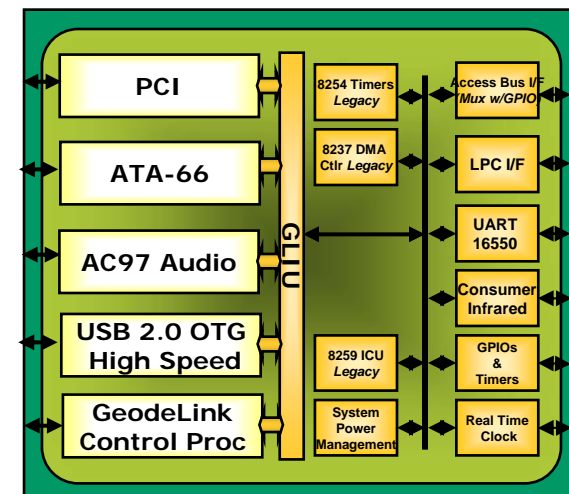 PCI
ATA-66
AC97 Audio
USB 2.0 OTG
High Speed
GeodeLink
Control Proc
GLIU
8254 Timers
Legacy
8237 DMA
Ctlr Legacy
8259 ICU
Legacy
System
Power
Management
Access Bus I/F
(Mux w/GPIO)
LPC I/F
UART
16550
Consumer
Infrared
GPIOs
&
Timers
Real Time
Clock